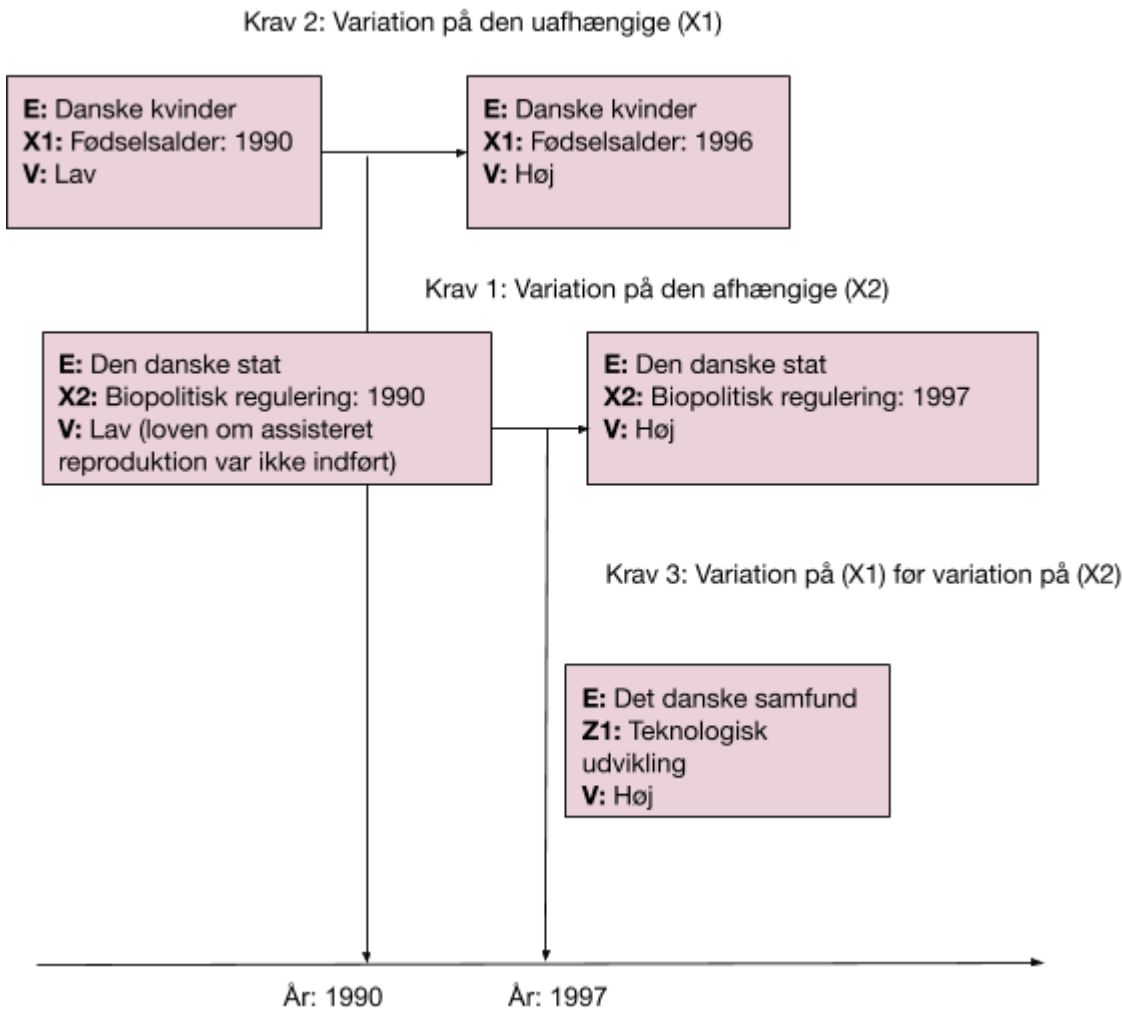 Krav 2: Variation på den uafhængige (X1)
E: Danske kvinder
X1: Fødselsalder: 1990
V: Lav
E: Danske kvinder
X1: Fødselsalder: 1996
V: Høj
Krav 1: Variation på den afhængige (X2)
E: Den danske stat
X2: Biopolitisk regulering: 1990
V: Lav (loven om assisteret
reproduktion var ikke indført)
E: Den danske stat
X2: Biopolitisk regulering: 1997
V: Høj
Krav 3: Variation på (X1) før variation på (X2)
E: Det danske samfund
Z1: Teknologisk
udvikling
V: Høj
År: 1990
År: 1997